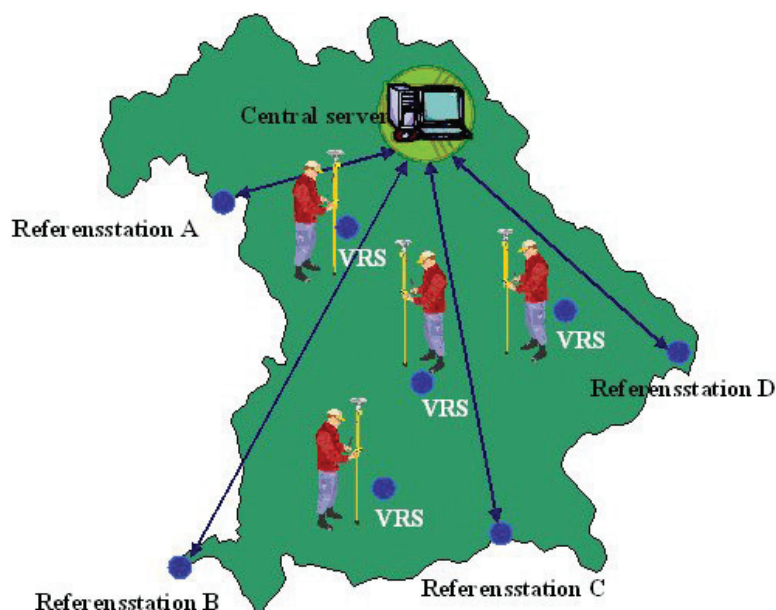 Central server
Referensstation A
VRS
VRS
VRS
Referensstation D
VRS
Referensstation C
Referensstation B